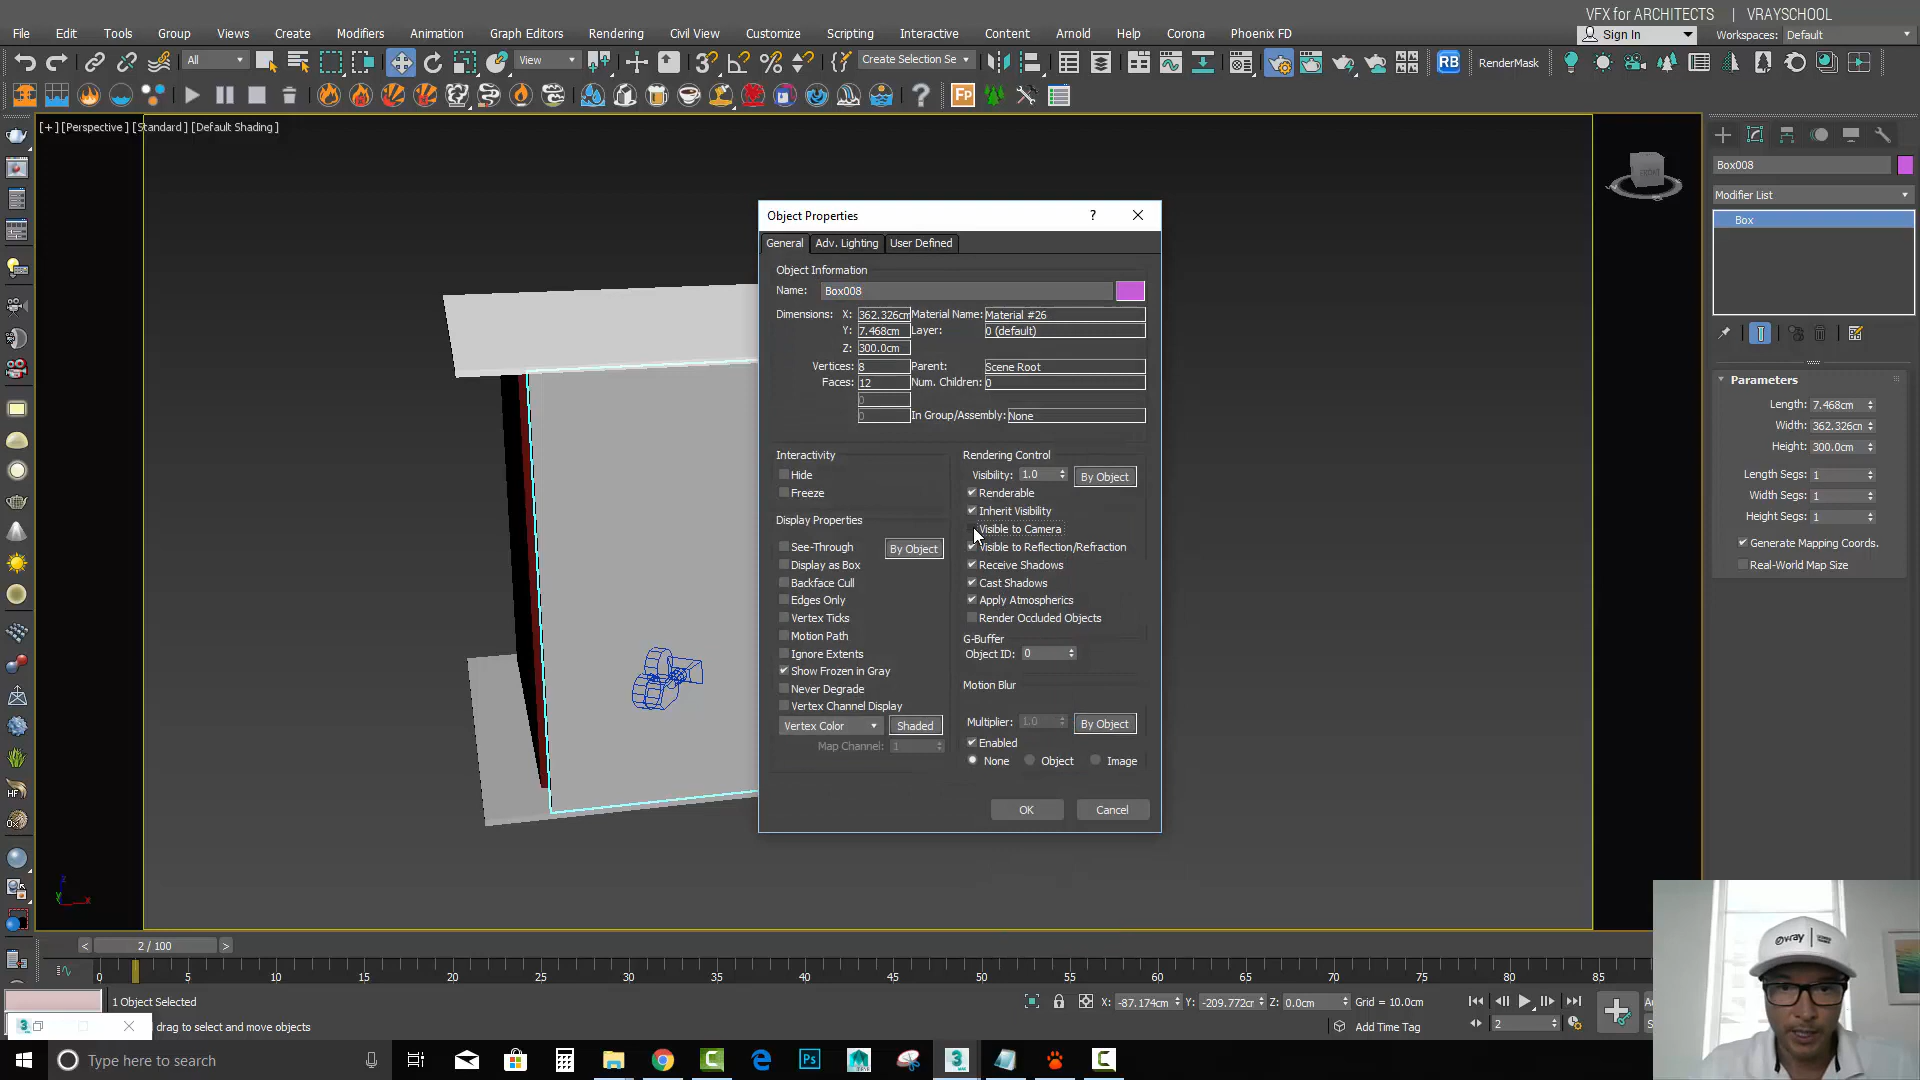 VFX for ARCHITECTS | VRAYSCHOOL
File Edit Tools Group Views Create Modifiers Animation Graph Editors Rendering Civil View Customize Scripting Interactive Content Arnold Help Corona Phoenix FD
Sign In Workspaces: Default
All View Create Selection Se RB RenderMask
Fp
[+] [Perspective ] [Standard ] [Default Shading ]
Box008
Modifier List
Box
Object Properties ?
General Adv. Lighting User Defined
Object Information
Name: Box008
Dimensions: X: 362.326cm Material Name: Material #26
Y: 7.468cm Layer: 0 (default)
Z: 300.0cm
Vertices: 8 Parent: Scene Root
Faces: 12 Num. Children: 0
0
0 In Group/Assembly: None
Interactivity
Hide
Freeze
Display Properties
See-Through By Object
Display as Box
Backface Cull
Edges Only
Vertex Ticks
Motion Path
Ignore Extents
Show Frozen in Gray
Never Degrade
Vertex Channel Display
Vertex Color Shaded
Map Channel: 1
Rendering Control
Visibility: 1.0 By Object
Renderable
Inherit Visibility
Visible to Camera
Visible to Reflection/Refraction
Receive Shadows
Cast Shadows
Apply Atmospherics
Render Occluded Objects
G-Buffer
Object ID: 0
Motion Blur
Multiplier: 1.0 By Object
Enabled
None Object Image
OK Cancel
Parameters
Length: 7.468cm
Width: 362.326cm
Height: 300.0cm
Length Segs: 1
Width Segs: 1
Height Segs: 1
Generate Mapping Coords.
Real-World Map Size
z
y x
< 2 / 100 >
0 5 10 15 20 25 30 35 40 45 50 55 60 65 70 75 80 85
1 Object Selected
X: -87.174cm Y: -209.772cr Z: 0.0cm Grid = 10.0cm
drag to select and move objects
Add Time Tag
2
vray
Type here to search
Ps
3